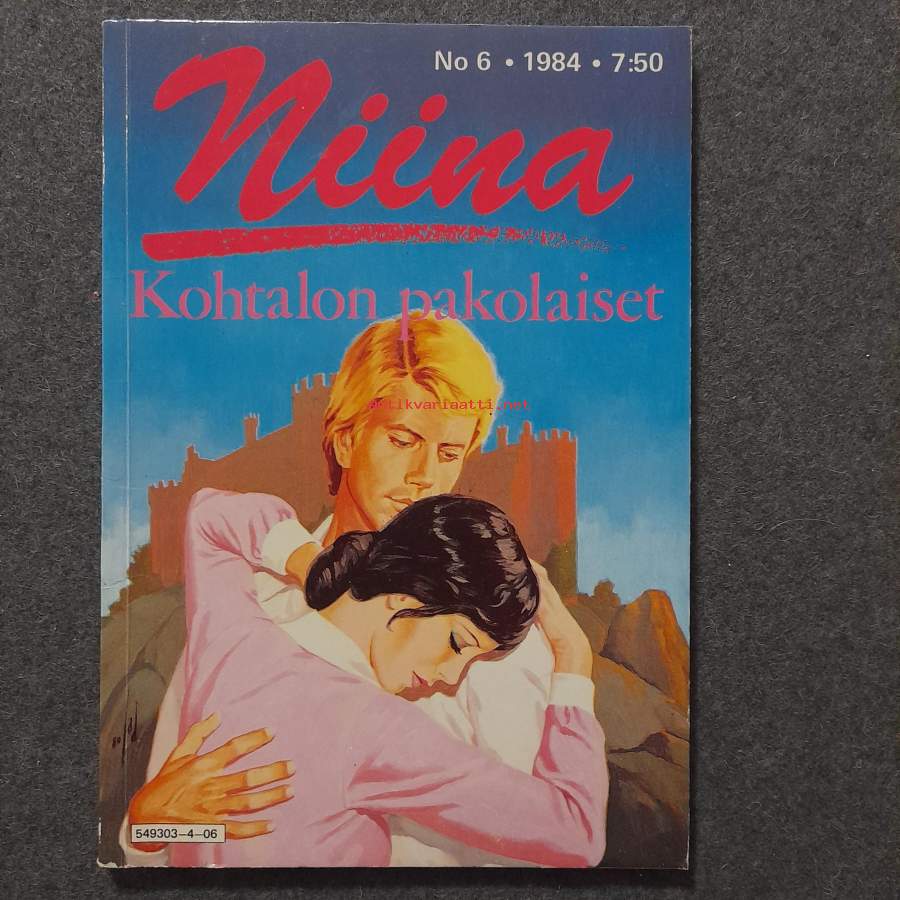 No 6 • 1984 • 7:50
Niina
Kohtalon pakolaiset
antikvariaatti.net
549303-4-06